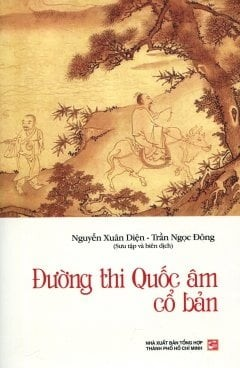 Nguyễn Xuân Diện - Trần Ngọc Đông
(Sưu tập và biên dịch)
Đường thi Quốc âm
cổ bản
NHÀ XUẤT BẢN TỔNG HỢP
THÀNH PHỐ HỒ CHÍ MINH